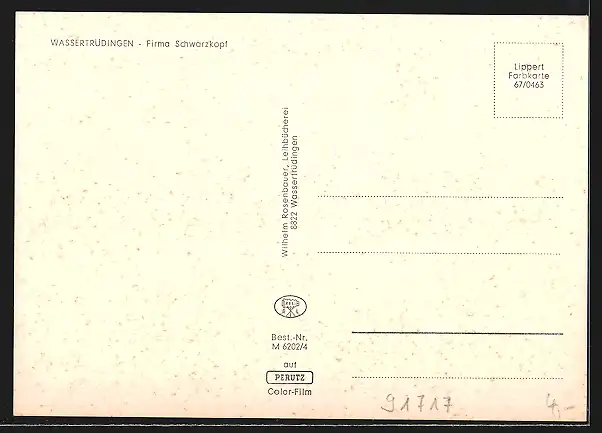 WASSERTRÜDINGEN - Firma Schwarzkopf
Lippert
Farbkarte
67/0463
Wilhelm Rosenbauer, Leihbücherei
8822 Wassertrüdingen
Best.-Nr.
M 6202/4
auf
PERUTZ
Color-Film
91717
4,-